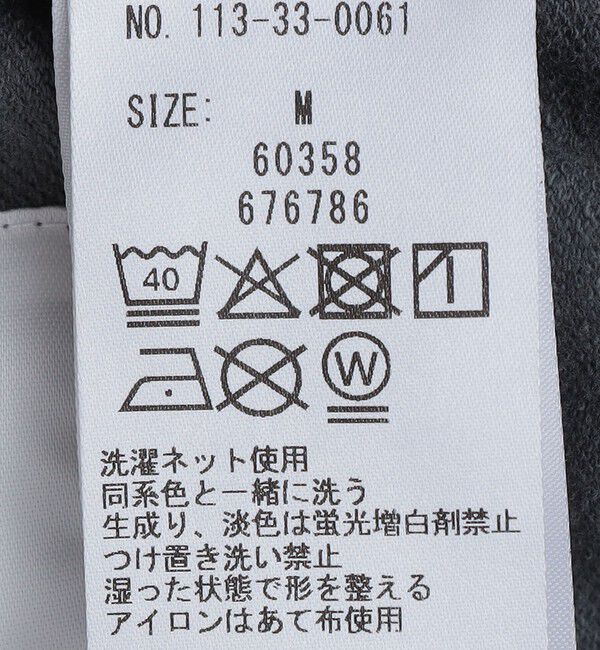 NO. 113-33-0061
SIZE: M
60358
676786
40
W
洗濯ネット使用
同系色と一緒に洗う
生成り、淡色は蛍光増白剤禁止
つけ置き洗い禁止
湿った状態で形を整える
アイロンはあて布使用